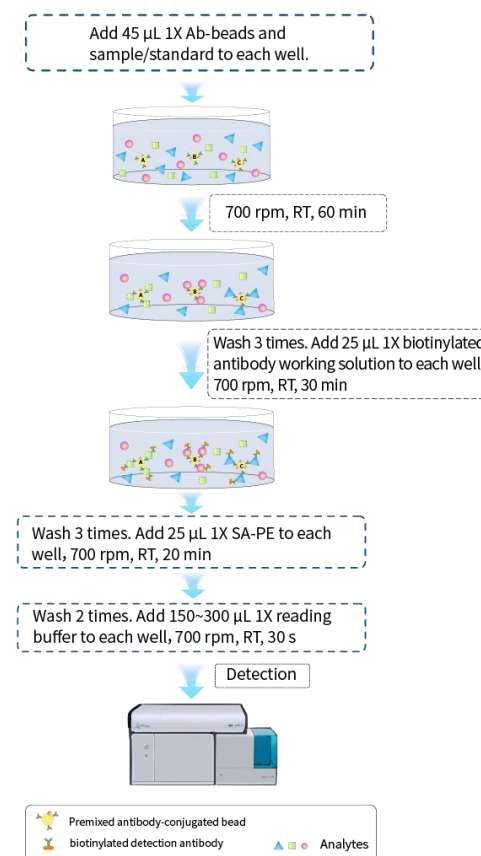 Add 45 μL 1X Ab-beads and
sample/standard to each well.
A
B
C
700 rpm, RT, 60 min
A
B
C
Wash 3 times. Add 25 μL 1X biotinylated
antibody working solution to each well
700 rpm, RT, 30 min
A
B
C
Wash 3 times. Add 25 μL 1X SA-PE to each
well, 700 rpm, RT, 20 min
Wash 2 times. Add 150~300 μL 1X reading
buffer to each well, 700 rpm, RT, 30 s
Detection
Premixed antibody-conjugated bead
biotinylated detection antibody
Analytes